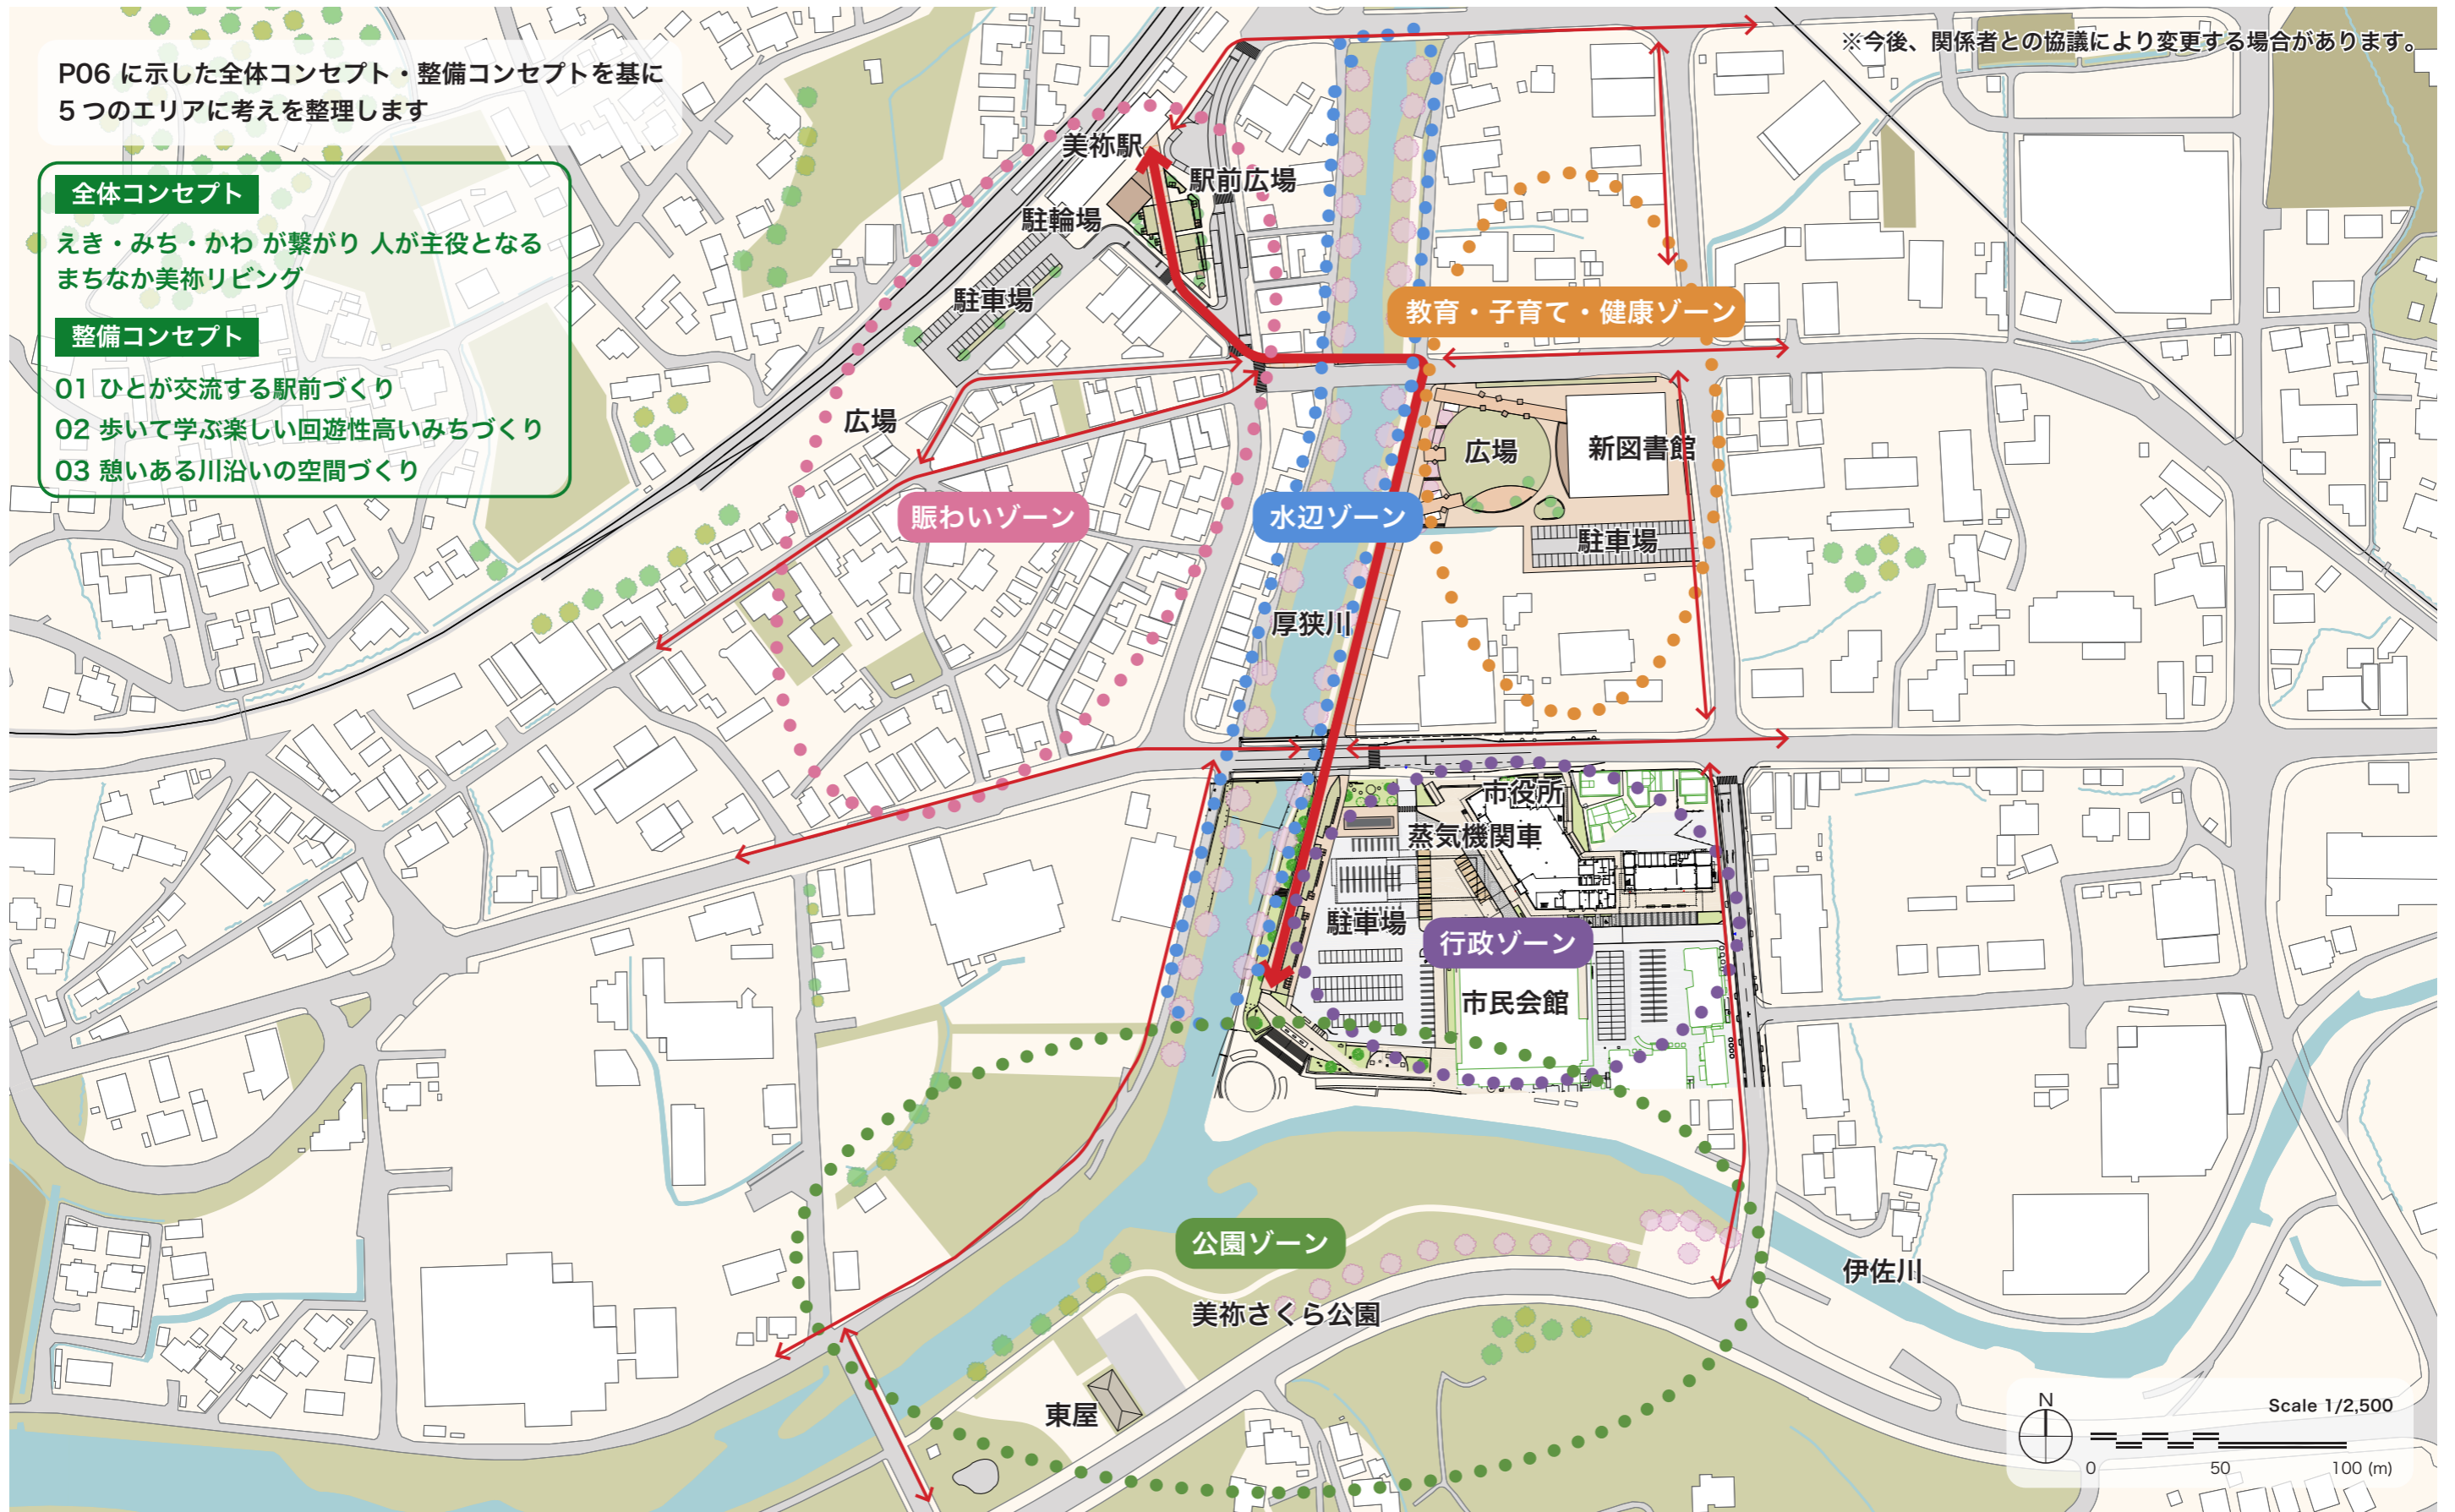 P06 に示した全体コンセプト・整備コンセプトを基に
5 つのエリアに考えを整理します
※今後、関係者との協議により変更する場合があります。
全体コンセプト
えき・みち・かわ が繋がり 人が主役となる
まちなか美祢リビング
整備コンセプト
01 ひとが交流する駅前づくり
02 歩いて学ぶ楽しい回遊性高いみちづくり
03 憩いある川沿いの空間づくり
美祢駅
駅前広場
駐輪場
駐車場
教育・子育て・健康ゾーン
広場
広場
新図書館
賑わいゾーン
水辺ゾーン
駐車場
厚狭川
市役所
蒸気機関車
駐車場
行政ゾーン
市民会館
公園ゾーン
伊佐川
美祢さくら公園
東屋
N
Scale 1/2,500
0 50 100 (m)